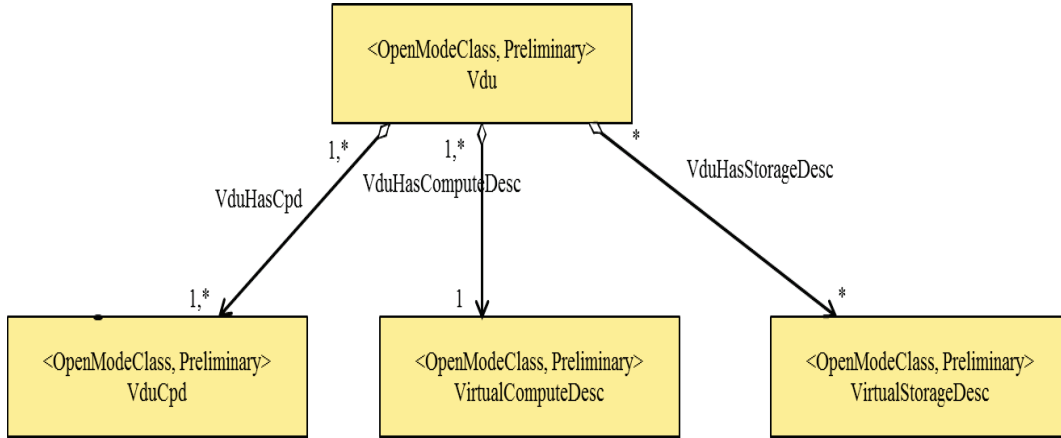 <OpenModeClass, Preliminary>
Vdu
1,*
1,*
*
VduHasCpd
VduHasComputeDesc
VduHasStorageDesc
1,*
1
*
<OpenModeClass, Preliminary>
VduCpd
<OpenModeClass, Preliminary>
VirtualComputeDesc
<OpenModeClass, Preliminary>
VirtualStorageDesc